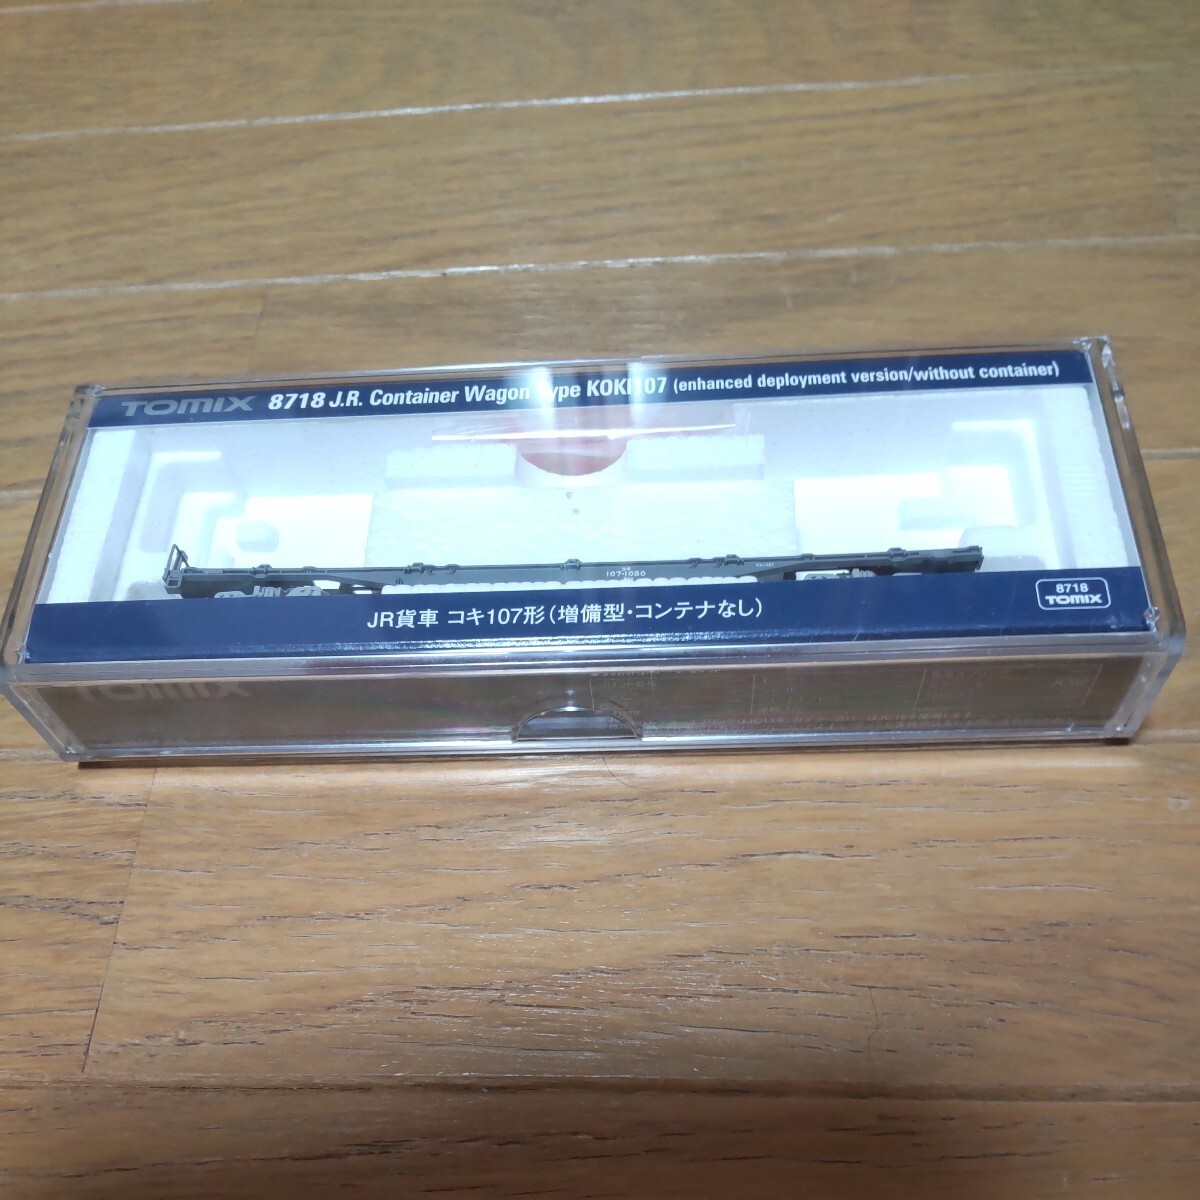 TOMIX 8718 J.R. Container Wagon Type KOKI107 (enhanced deployment version/without container)
107-1030
JR貨車 コキ107形(増備型・コンテナなし)
8718
TOMIX
TOMIX